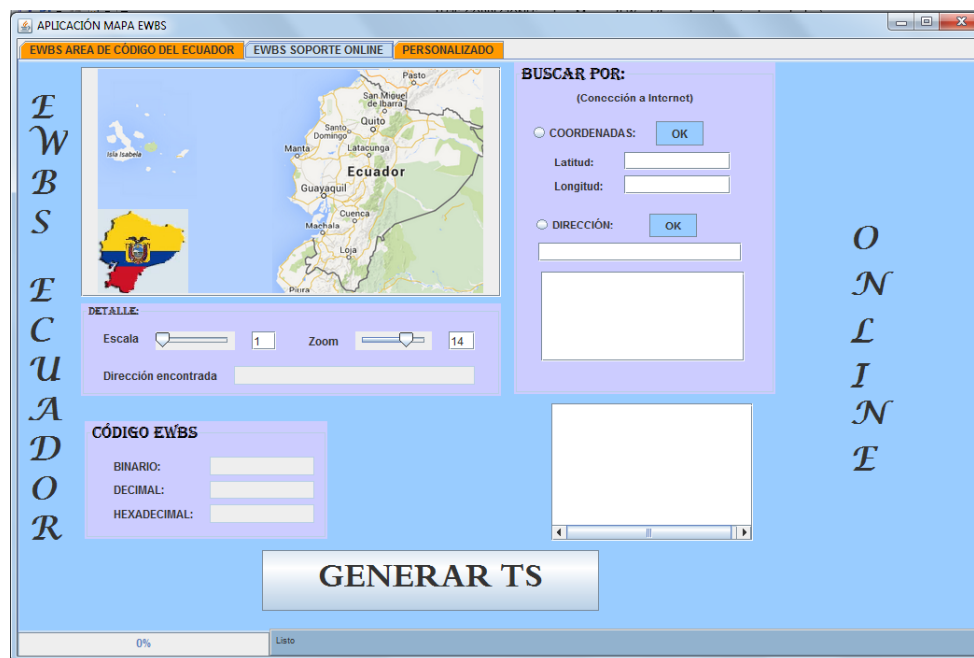 APLICACIÓN MAPA EWBS
EWBS AREA DE CÓDIGO DEL ECUADOR
EWBS SOPORTE ONLINE
PERSONALIZADO
EWBS ECUADOR
Pasto
San Miguel de Ibarra
Quito
Santo Domingo
Manta
Latacunga
Isla Isabela
Ecuador
Guayaquil
Cuenca
Machala
Loja
Piura
BUSCAR POR:
(Conección a Internet)
COORDENADAS:
OK
Latitud:
Longitud:
DIRECCIÓN:
OK
DETALLE:
Escala
1
Zoom
14
Dirección encontrada
CÓDIGO EWBS
BINARIO:
DECIMAL:
HEXADECIMAL:
ONLINE
GENERAR TS
0%
Listo